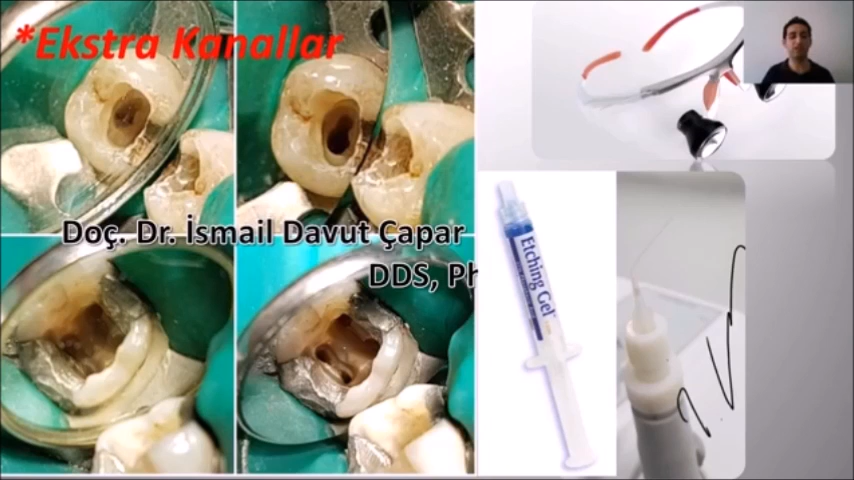 *Ekstra Kanallar
Doç. Dr. İsmail Davut Çapar
DDS, Ph
Etching Gel